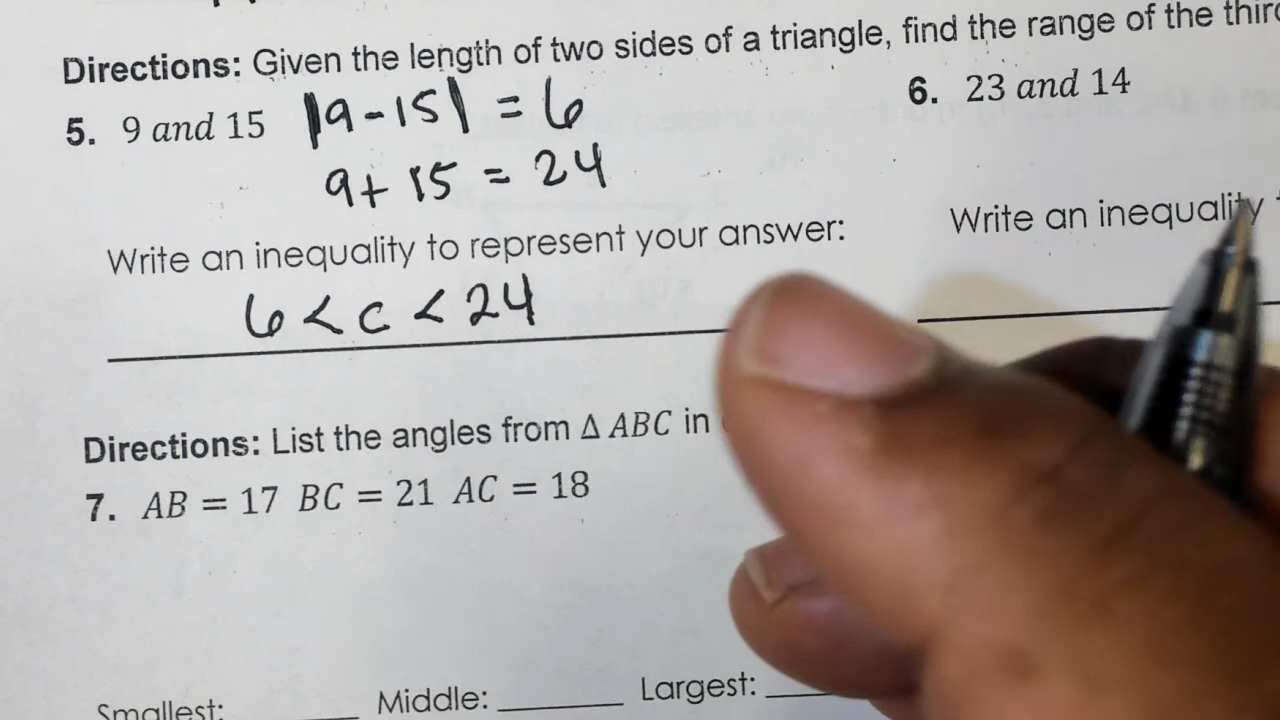 Directions: Given the length of two sides of a triangle, find the range of the
5. 9 and 15 |9-15| = 6
9+ 15 = 24
6. 23 and 14
Write an inequality to represent your answer:
6 < c < 24
Write an inequality
Directions: List the angles from Δ ABC in
7. AB = 17 BC = 21 AC = 18
Smallest: Middle: Largest: